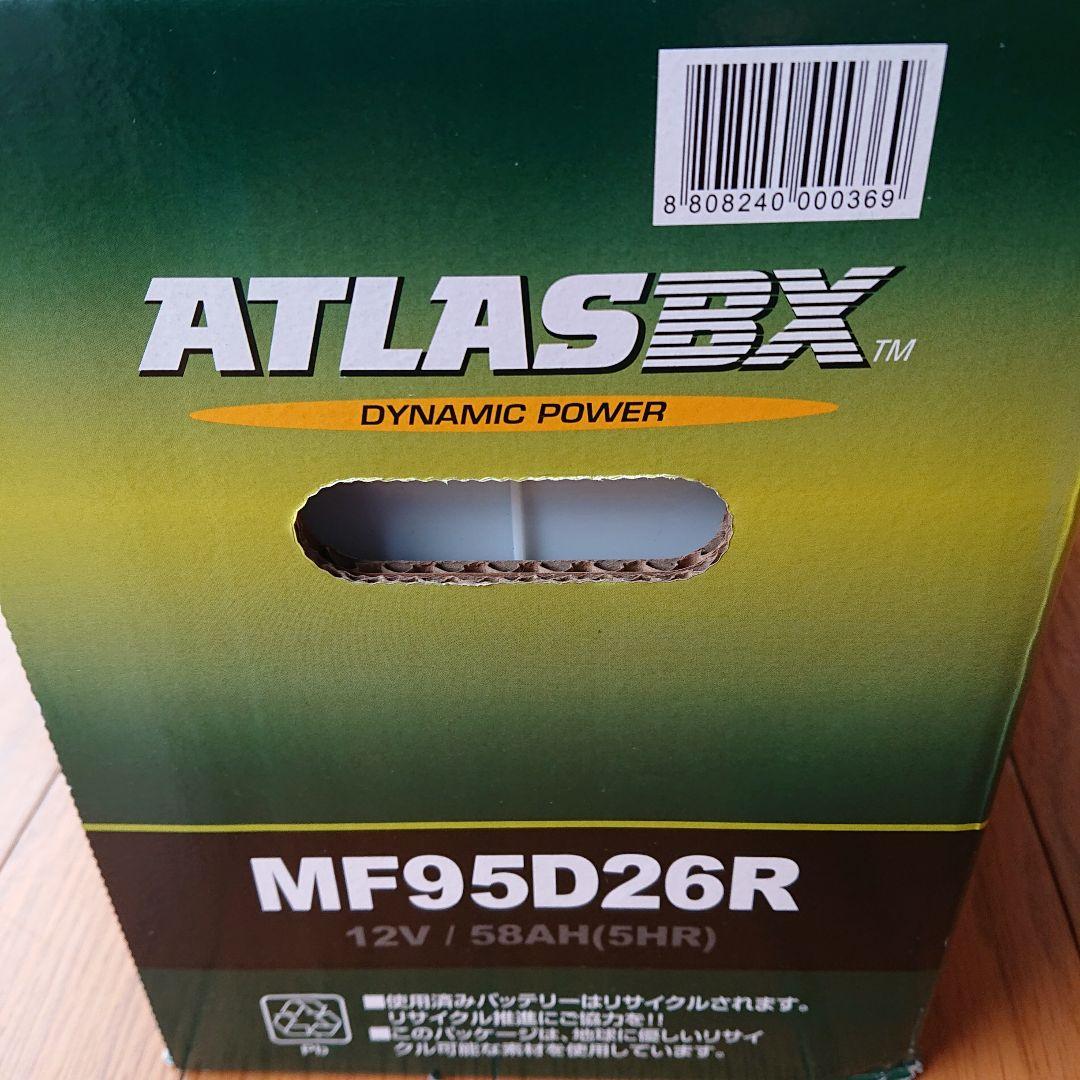 8 808240 000369
ATLASBX™
DYNAMIC POWER
MF95D26R
12V / 58AH(5HR)
■使用済みバッテリーはリサイクルされます。
リサイクル推進にご協力を!!
■このパッケージは、地球に優しいリサイ
クル可能な素材を使用しています。
Pb